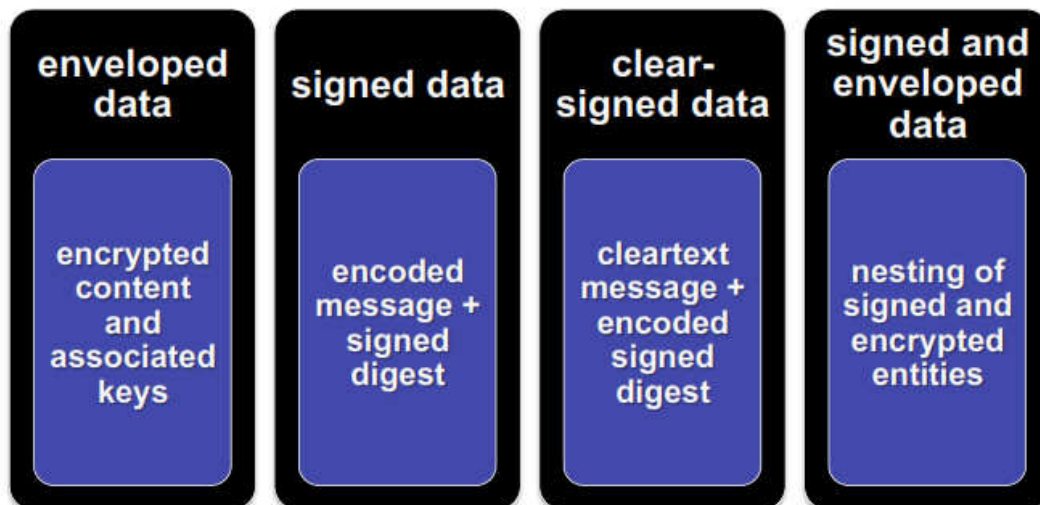 enveloped
data
encrypted
content
and
associated
keys
signed data
encoded
message +
signed
digest
clear-
signed data
cleartext
message +
encoded
signed
digest
signed and
enveloped
data
nesting of
signed and
encrypted
entities